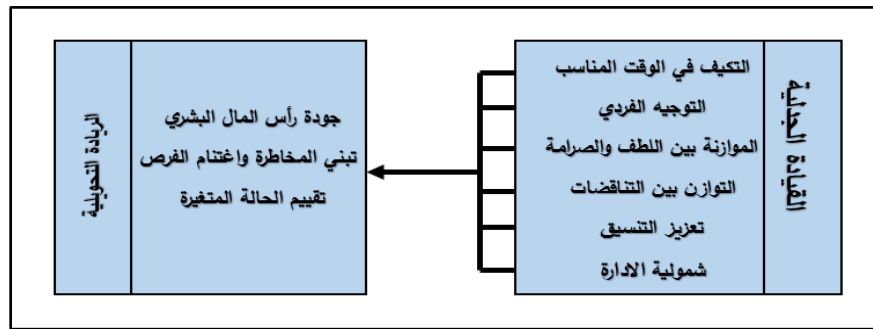 القيادة الجدلية
التكيف في الوقت المناسب
التوجيه الفردي
الموازنة بين اللطف والصرامة
التوازن بين التناقضات
تعزيز التنسيق
شمولية الادارة
الريادة التحويلية
جودة رأس المال البشري
تبني المخاطرة واغتنام الفرص
تقييم الحالة المتغيرة